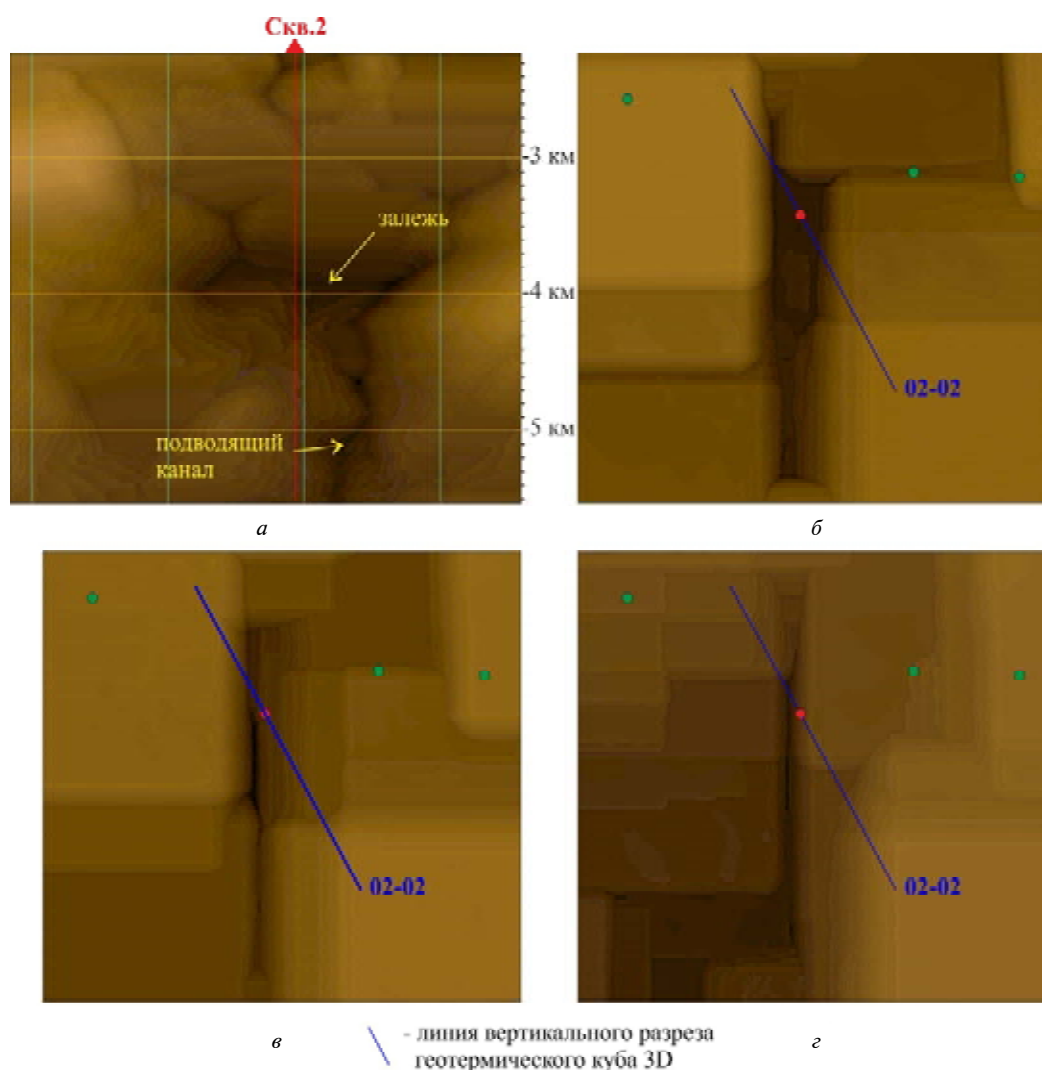 Скв.2
-3 км
залежь
-4 км
подводящий
канал
-5 км
02-02
а
б
02-02
02-02
в
г
- линия вертикального разреза
геотермического куба 3D